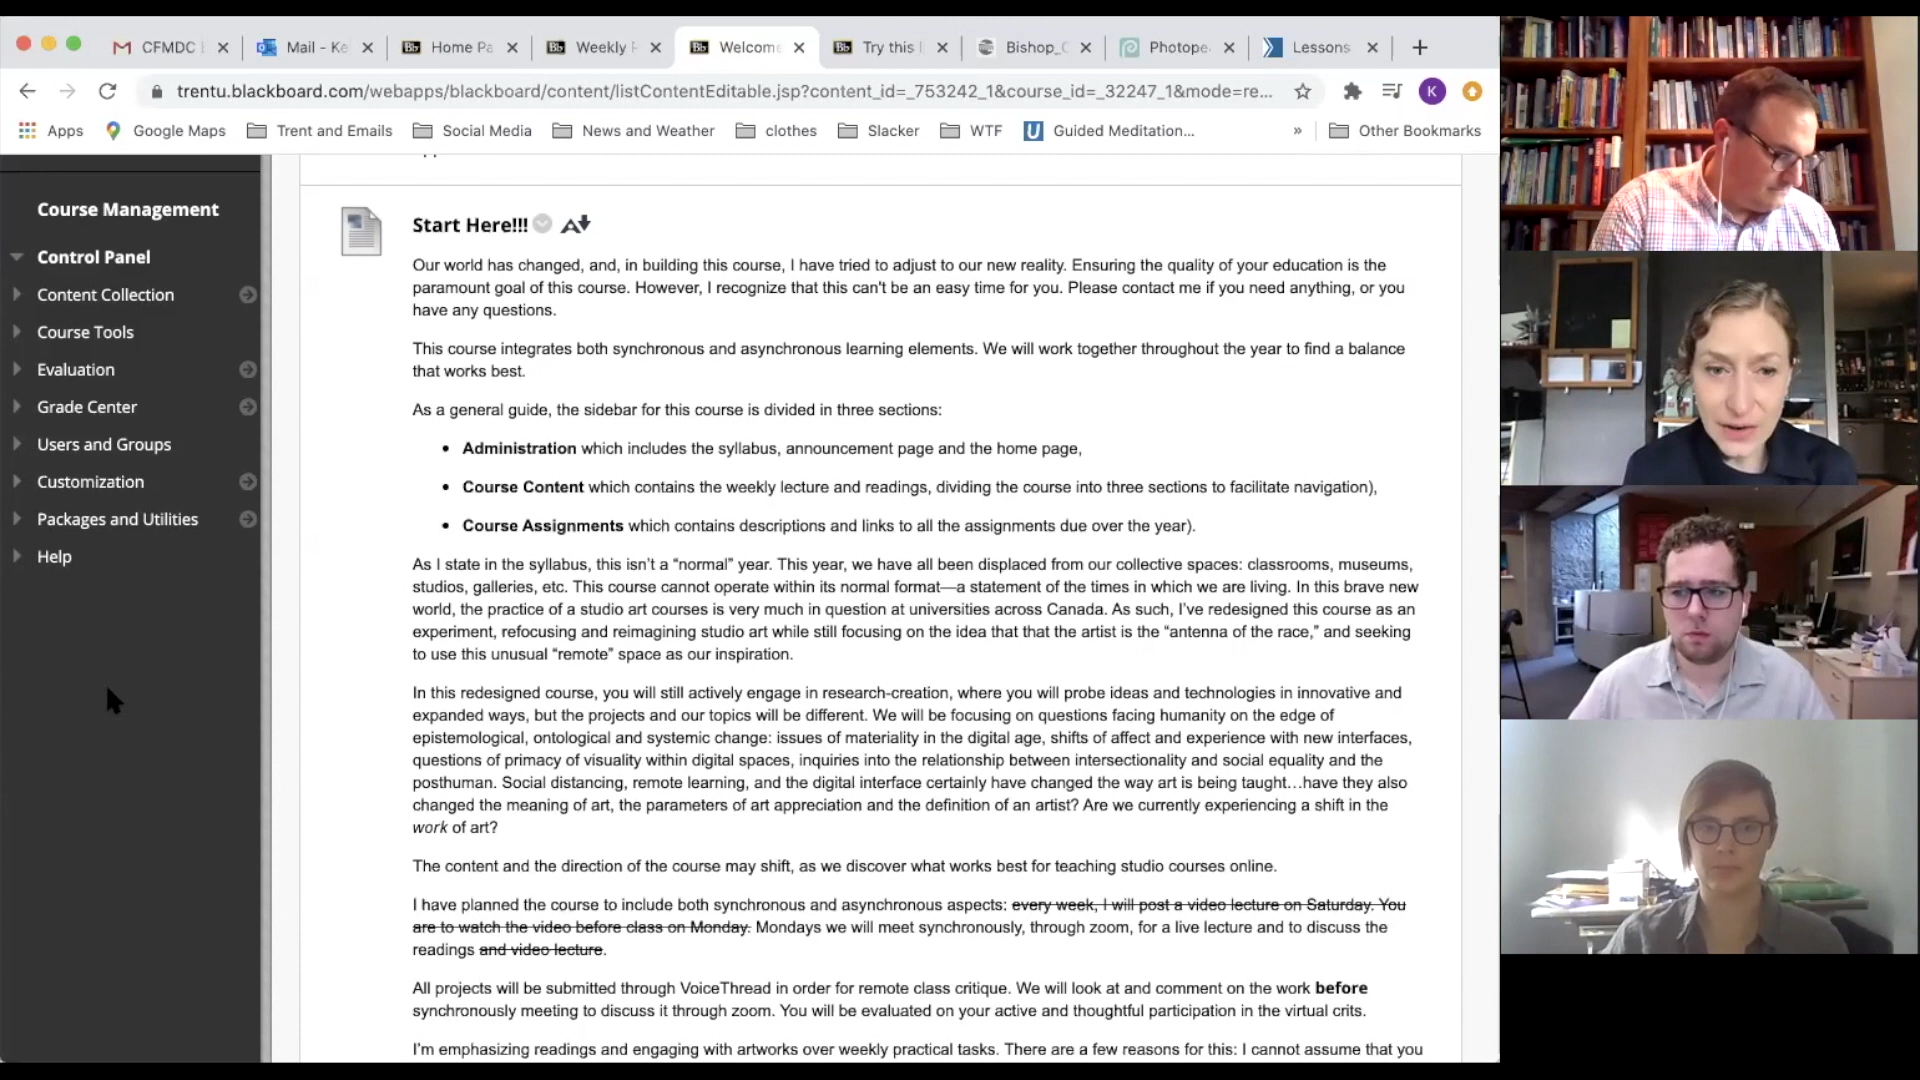 CFMDC
Mail - Ke
Home Pa
Weekly
Welcome
Try this
Bishop_
Photope
Lessons
trentu.blackboard.com/webapps/blackboard/content/listContentEditable.jsp?content_id=_753242_1&course_id=_32247_1&mode=re...
K
Apps
Google Maps
Trent and Emails
Social Media
News and Weather
clothes
Slacker
WTF
Guided Meditation...
»
Other Bookmarks
Course Management
Control Panel
Content Collection
Course Tools
Evaluation
Grade Center
Users and Groups
Customization
Packages and Utilities
Help
Start Here!!!
Our world has changed, and, in building this course, I have tried to adjust to our new reality. Ensuring the quality of your education is the
paramount goal of this course. However, I recognize that this can't be an easy time for you. Please contact me if you need anything, or you
have any questions.
This course integrates both synchronous and asynchronous learning elements. We will work together throughout the year to find a balance
that works best.
As a general guide, the sidebar for this course is divided in three sections:
• Administration which includes the syllabus, announcement page and the home page,
• Course Content which contains the weekly lecture and readings, dividing the course into three sections to facilitate navigation),
• Course Assignments which contains descriptions and links to all the assignments due over the year).
As I state in the syllabus, this isn't a “normal” year. This year, we have all been displaced from our collective spaces: classrooms, museums,
studios, galleries, etc. This course cannot operate within its normal format—a statement of the times in which we are living. In this brave new
world, the practice of a studio art courses is very much in question at universities across Canada. As such, I've redesigned this course as an
experiment, refocusing and reimagining studio art while still focusing on the idea that that the artist is the “antenna of the race,” and seeking
to use this unusual “remote” space as our inspiration.
In this redesigned course, you will still actively engage in research-creation, where you will probe ideas and technologies in innovative and
expanded ways, but the projects and our topics will be different. We will be focusing on questions facing humanity on the edge of
epistemological, ontological and systemic change: issues of materiality in the digital age, shifts of affect and experience with new interfaces,
questions of primacy of visuality within digital spaces, inquiries into the relationship between intersectionality and social equality and the
posthuman. Social distancing, remote learning, and the digital interface certainly have changed the way art is being taught…have they also
changed the meaning of art, the parameters of art appreciation and the definition of an artist? Are we currently experiencing a shift in the
work of art?
The content and the direction of the course may shift, as we discover what works best for teaching studio courses online.
I have planned the course to include both synchronous and asynchronous aspects: every week, I will post a video lecture on Saturday. You
are to watch the video before class on Monday. Mondays we will meet synchronously, through zoom, for a live lecture and to discuss the
readings and video lecture.
All projects will be submitted through VoiceThread in order for remote class critique. We will look at and comment on the work before
synchronously meeting to discuss it through zoom. You will be evaluated on your active and thoughtful participation in the virtual crits.
I'm emphasizing readings and engaging with artworks over weekly practical tasks. There are a few reasons for this: I cannot assume that you